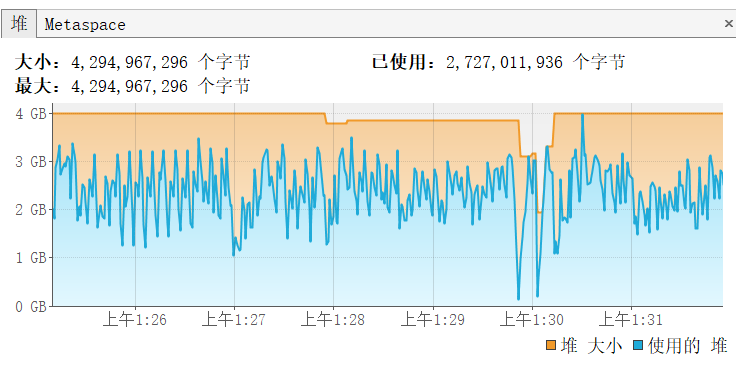 堆 Metaspace ×
大小： 4,294,967,296 个字节 已使用： 2,727,011,936 个字节
最大： 4,294,967,296 个字节
4 GB
3 GB
2 GB
1 GB
0 GB
上午1:26 上午1:27 上午1:28 上午1:29 上午1:30 上午1:31
堆 大小 使用的 堆